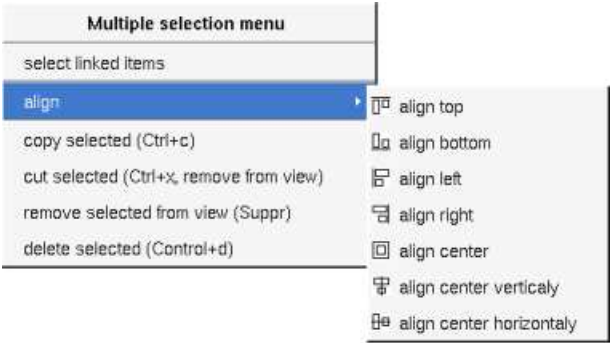 Multiple selection menu
select linked items
align
copy selected (Ctrl+c)
cut selected (Ctrl+x, remove from view)
remove selected from view (Suppr)
delete selected (Control+d)
align top
align bottom
align left
align right
align center
align center verticaly
align center horizontaly